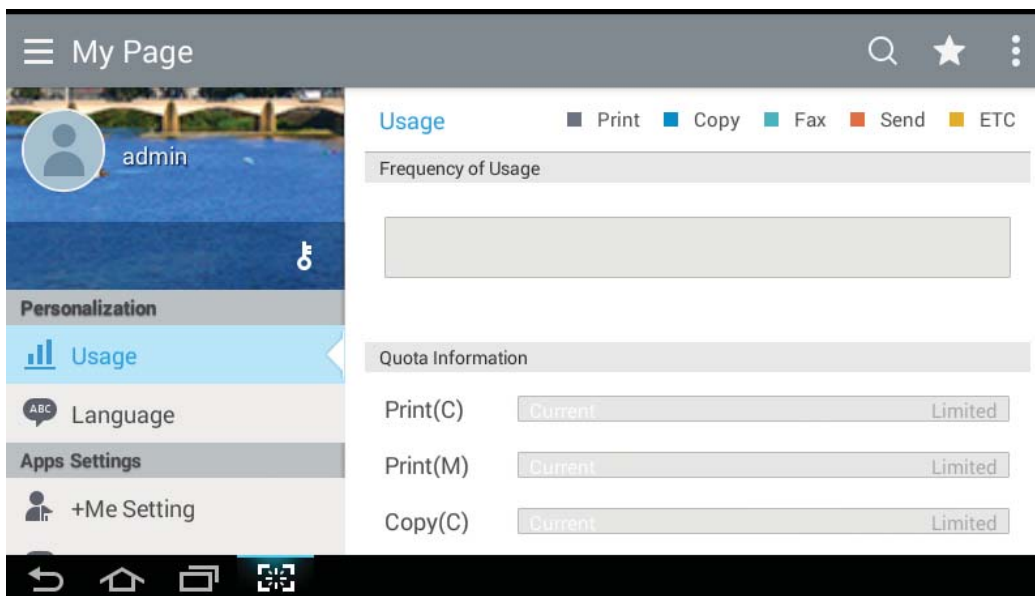 My Page
admin
Personalization
Usage
ABC Language
Apps Settings
+Me Setting
Usage Print Copy Fax Send ETC
Frequency of Usage
Quota Information
Print(C) Current Limited
Print(M) Current Limited
Copy(C) Current Limited